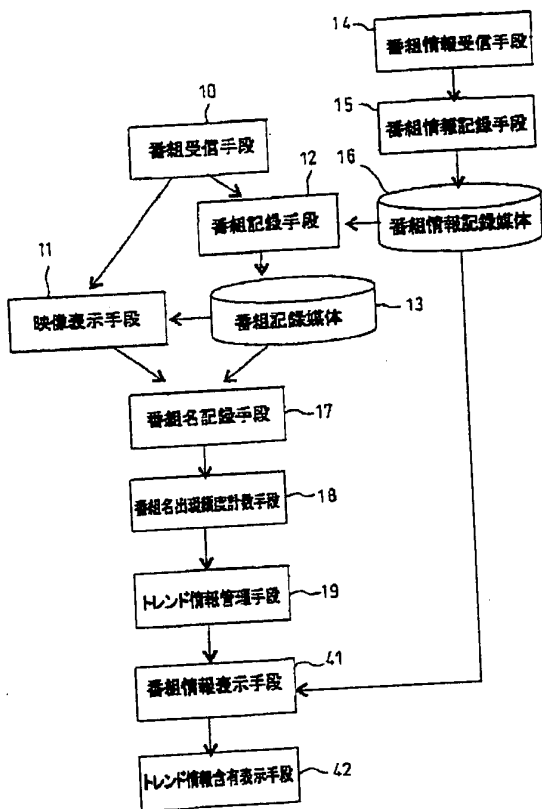 14
番組情報受信手段
15
番組情報記録手段
10
番組受信手段
12
16
番組記録手段
番組情報記録媒体
11
映像表示手段
番組記録媒体
13
番組名記録手段
17
番組名出現頻度計数手段
18
トレンド情報管理手段
19
番組情報表示手段
41
トレンド情報含有表示手段
42